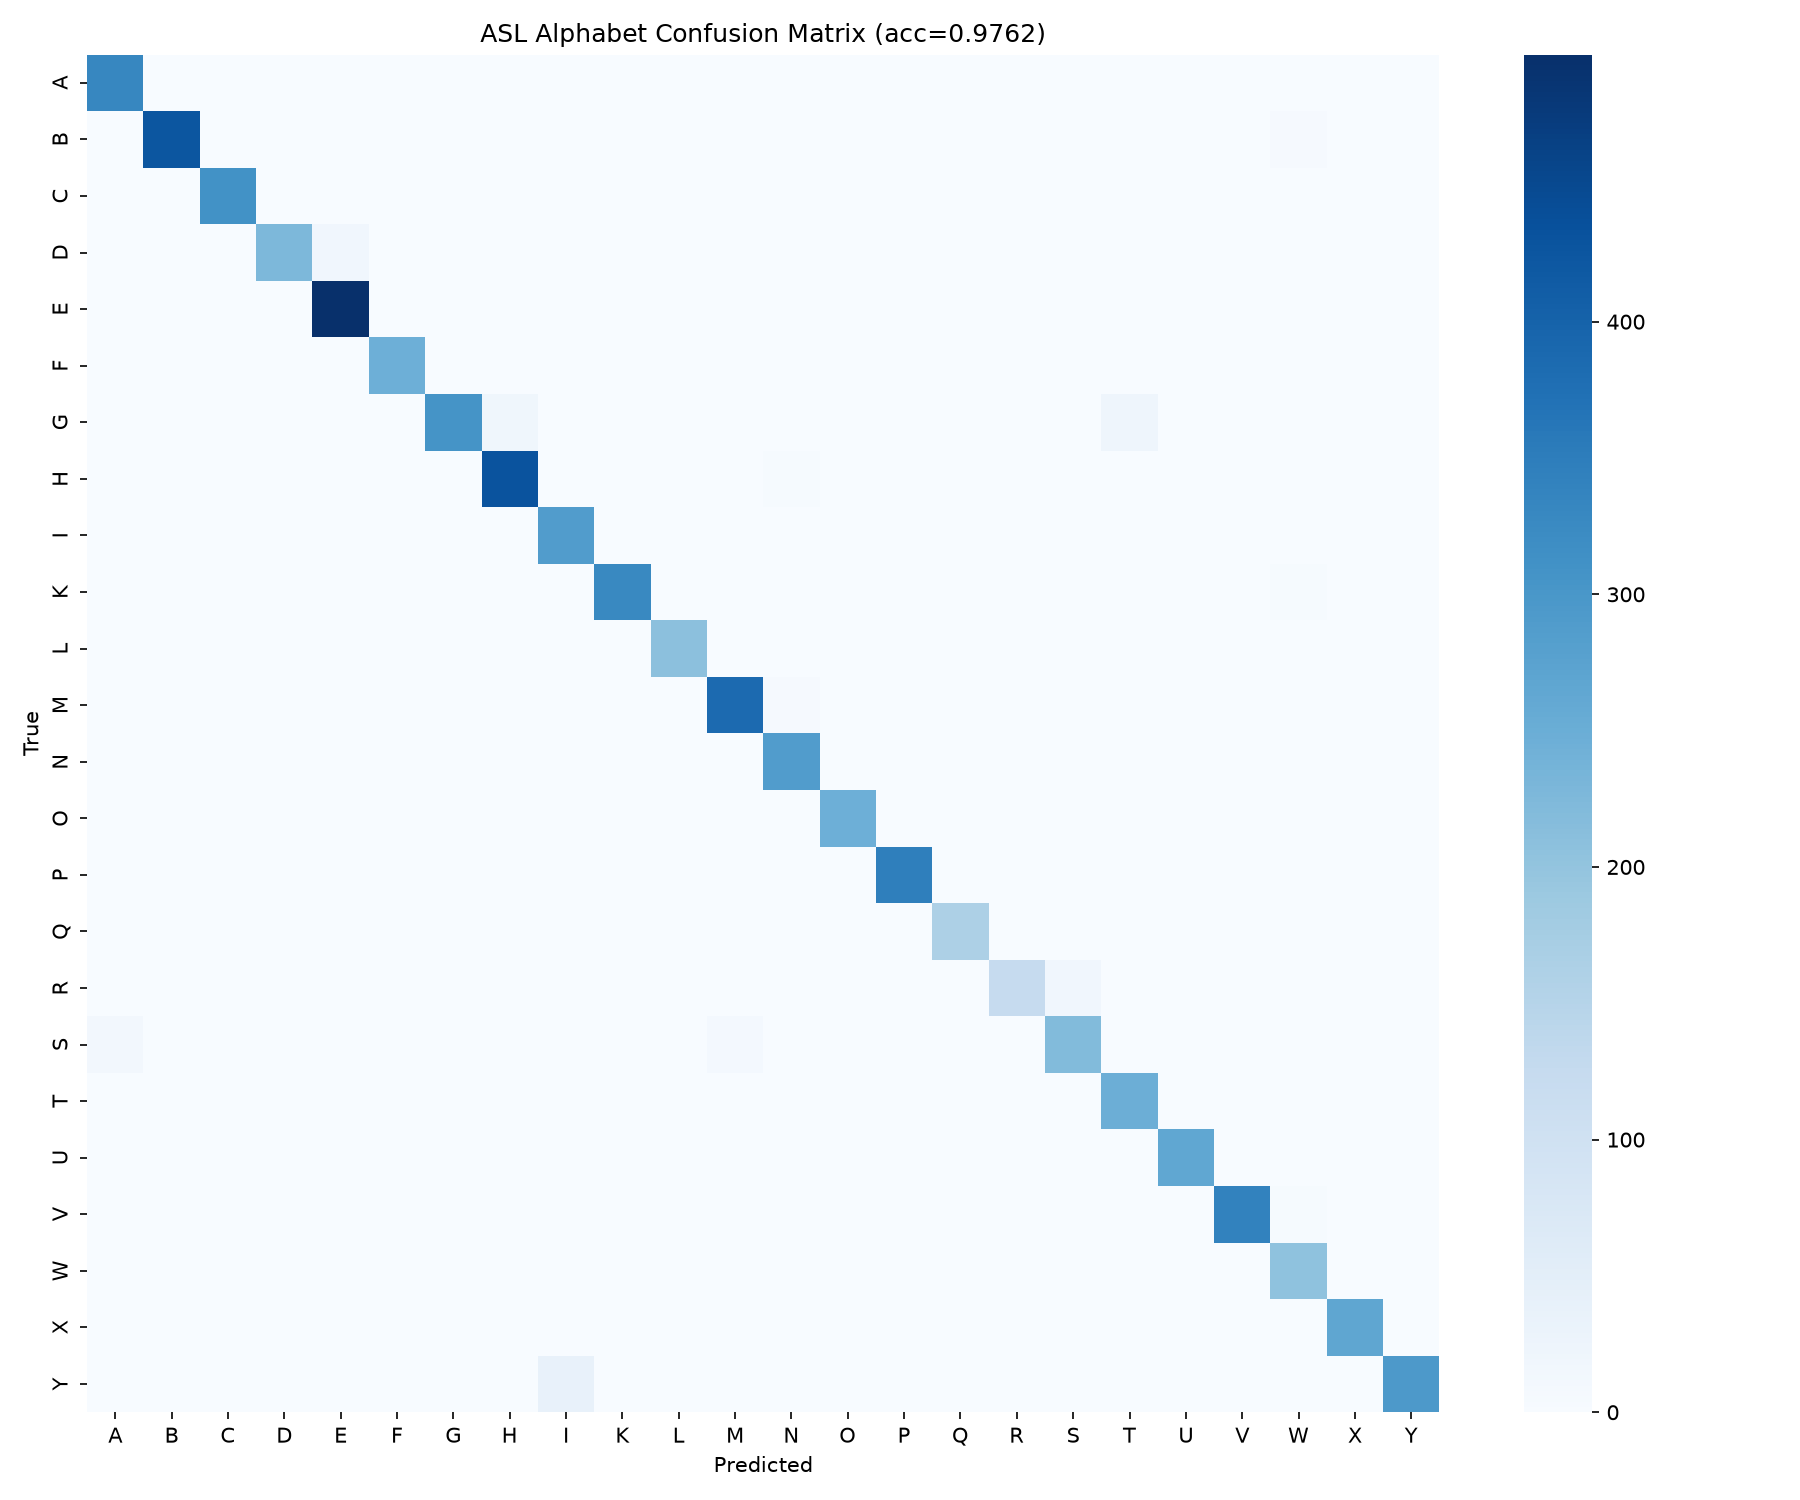 ASL Alphabet Confusion Matrix (acc=0.9762)
A
B
C
D
E
F
G
H
I
K
L
M
N
O
P
Q
R
S
T
U
V
W
X
Y
True
A B C D E F G H I K L M N O P Q R S T U V W X Y
Predicted
400
300
200
100
0